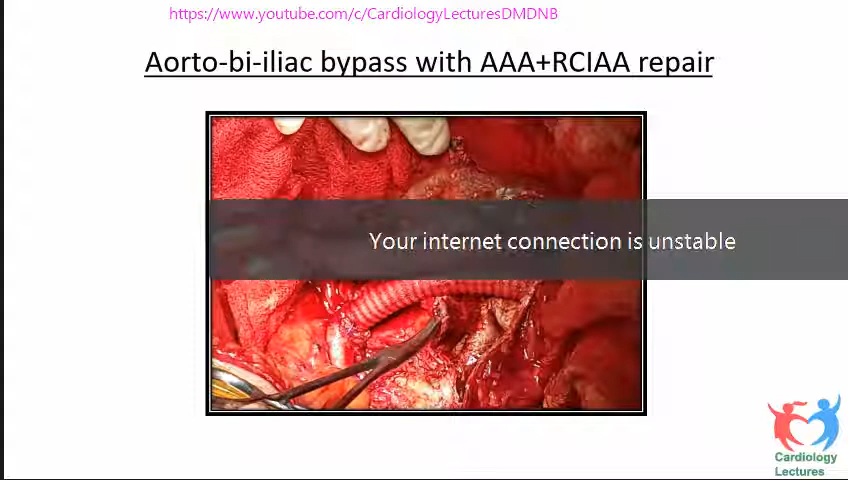 https://www.youtube.com/c/CardiologyLecturesDMDNB
Aorto-bi-iliac bypass with AAA+RCIAA repair
Your internet connection is unstable
Cardiology
Lectures